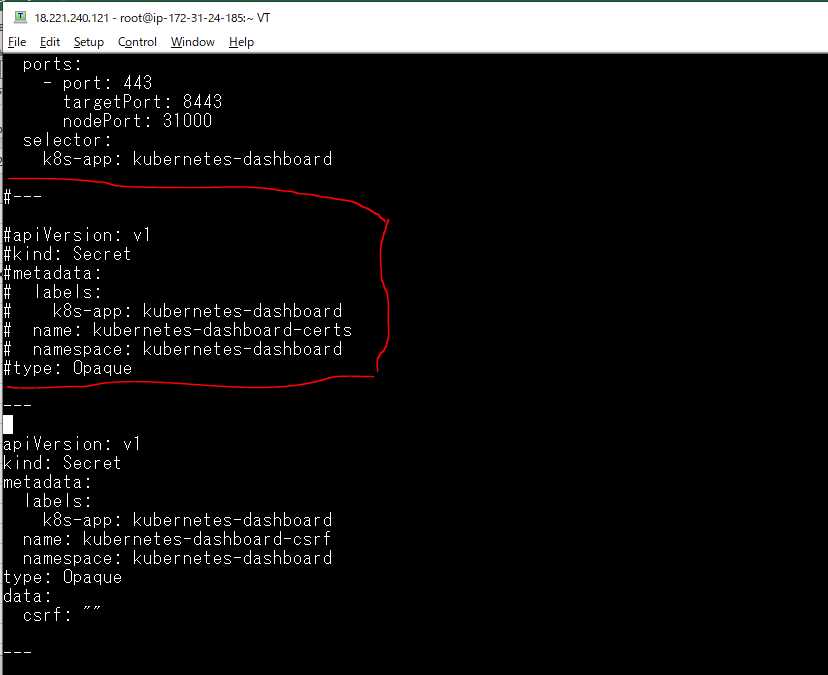 18.221.240.121 - root@ip-172-31-24-185:~ VT
File Edit Setup Control Window Help
  ports:
    - port: 443
      targetPort: 8443
      nodePort: 31000
  selector:
    k8s-app: kubernetes-dashboard
#---
#apiVersion: v1
#kind: Secret
#metadata:
#  labels:
#    k8s-app: kubernetes-dashboard
#  name: kubernetes-dashboard-certs
#  namespace: kubernetes-dashboard
#type: Opaque
---
apiVersion: v1
kind: Secret
metadata:
  labels:
    k8s-app: kubernetes-dashboard
  name: kubernetes-dashboard-csrf
  namespace: kubernetes-dashboard
type: Opaque
data:
  csrf: ""
---